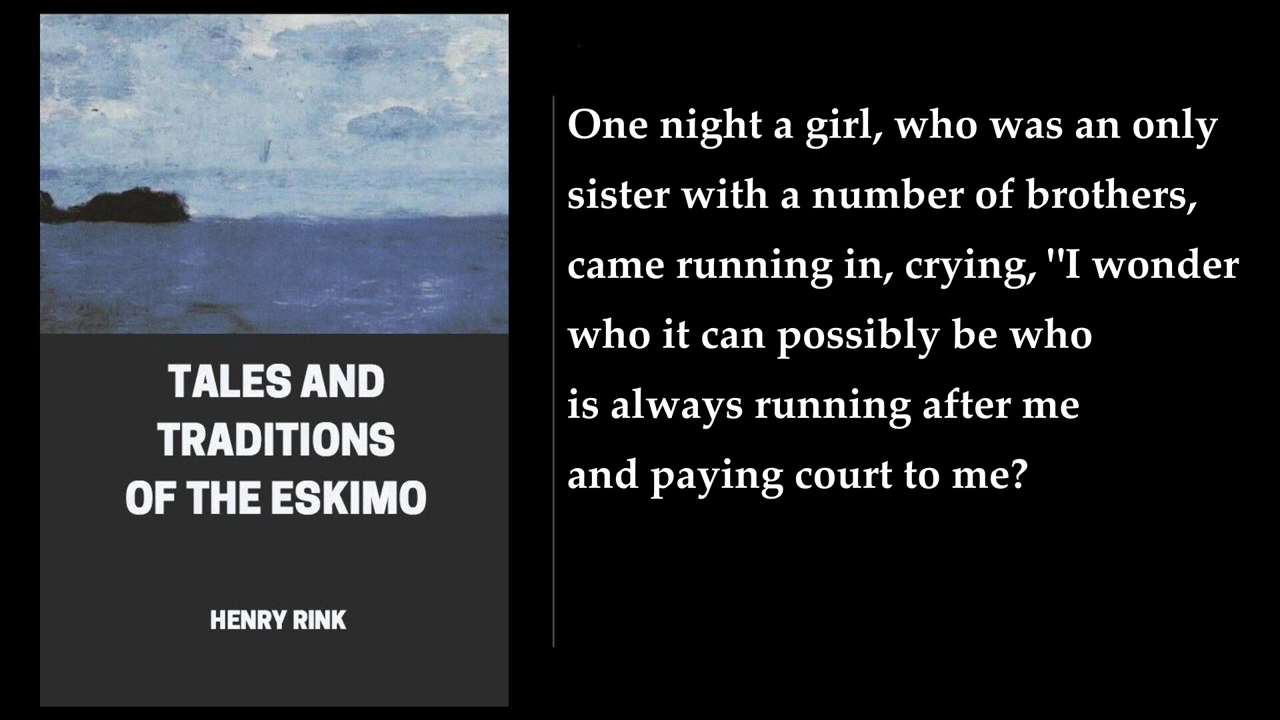 TALES AND
TRADITIONS
OF THE ESKIMO
HENRY RINK
One night a girl, who was an only
sister with a number of brothers,
came running in, crying, "I wonder
who it can possibly be who
is always running after me
and paying court to me?